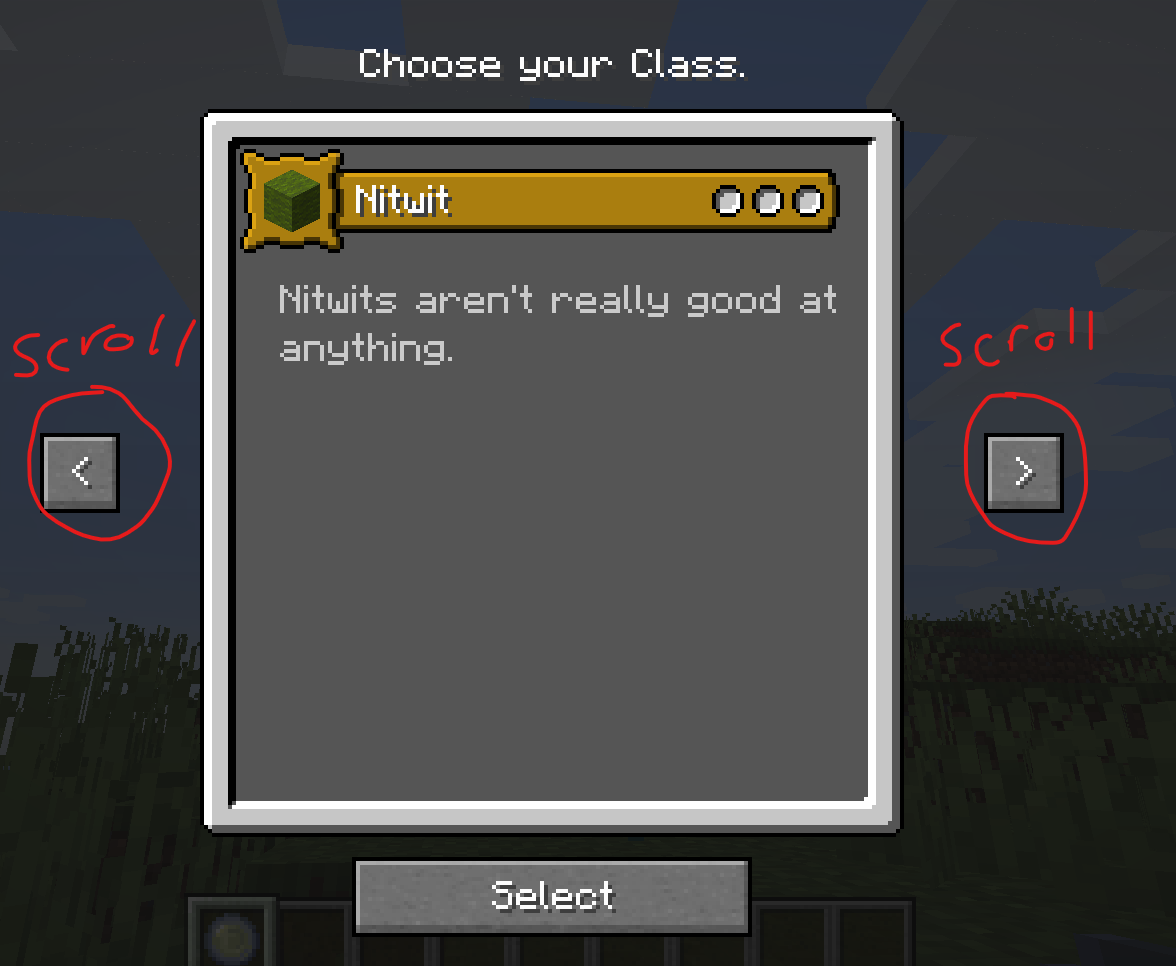 Choose your Class.
Nitwit
Nitwits aren't really good at
anything.
scroll
scroll
<
>
Select